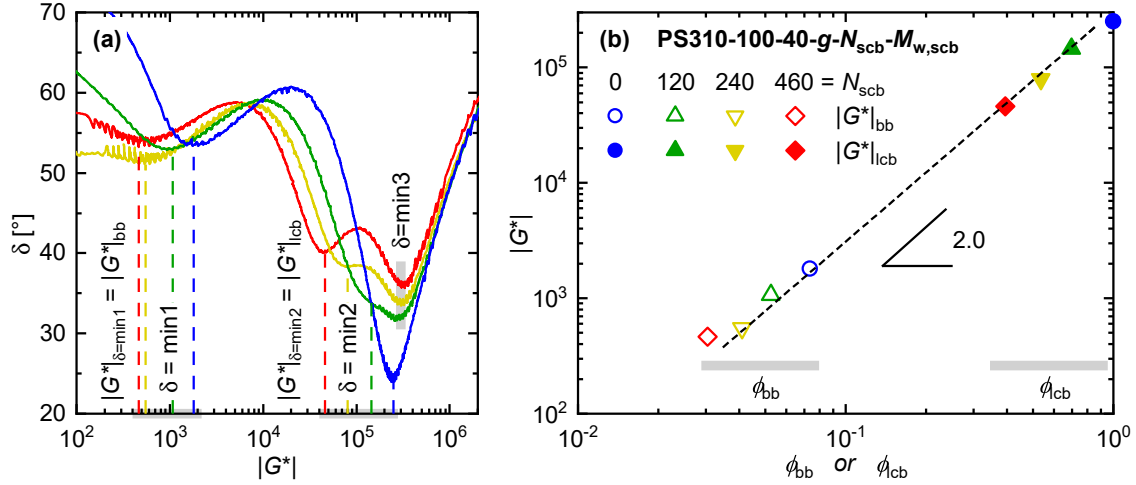 (a)
δ [°]
70
60
50
40
30
20
|G*|δ=min1 = |G*|bb
δ = min1
|G*|δ=min2 = |G*|lcb
δ = min2
δ=min3
10² 10³ 10⁴ 10⁵ 10⁶
|G*|
(b) PS310-100-40-g-Nscb-Mw,scb
0 120 240 460 = Nscb
|G*|bb
|G*|lcb
|G*|
10⁵
10⁴
10³
10²
2.0
ϕbb
ϕlcb
10⁻² 10⁻¹ 10⁰
ϕbb or ϕlcb